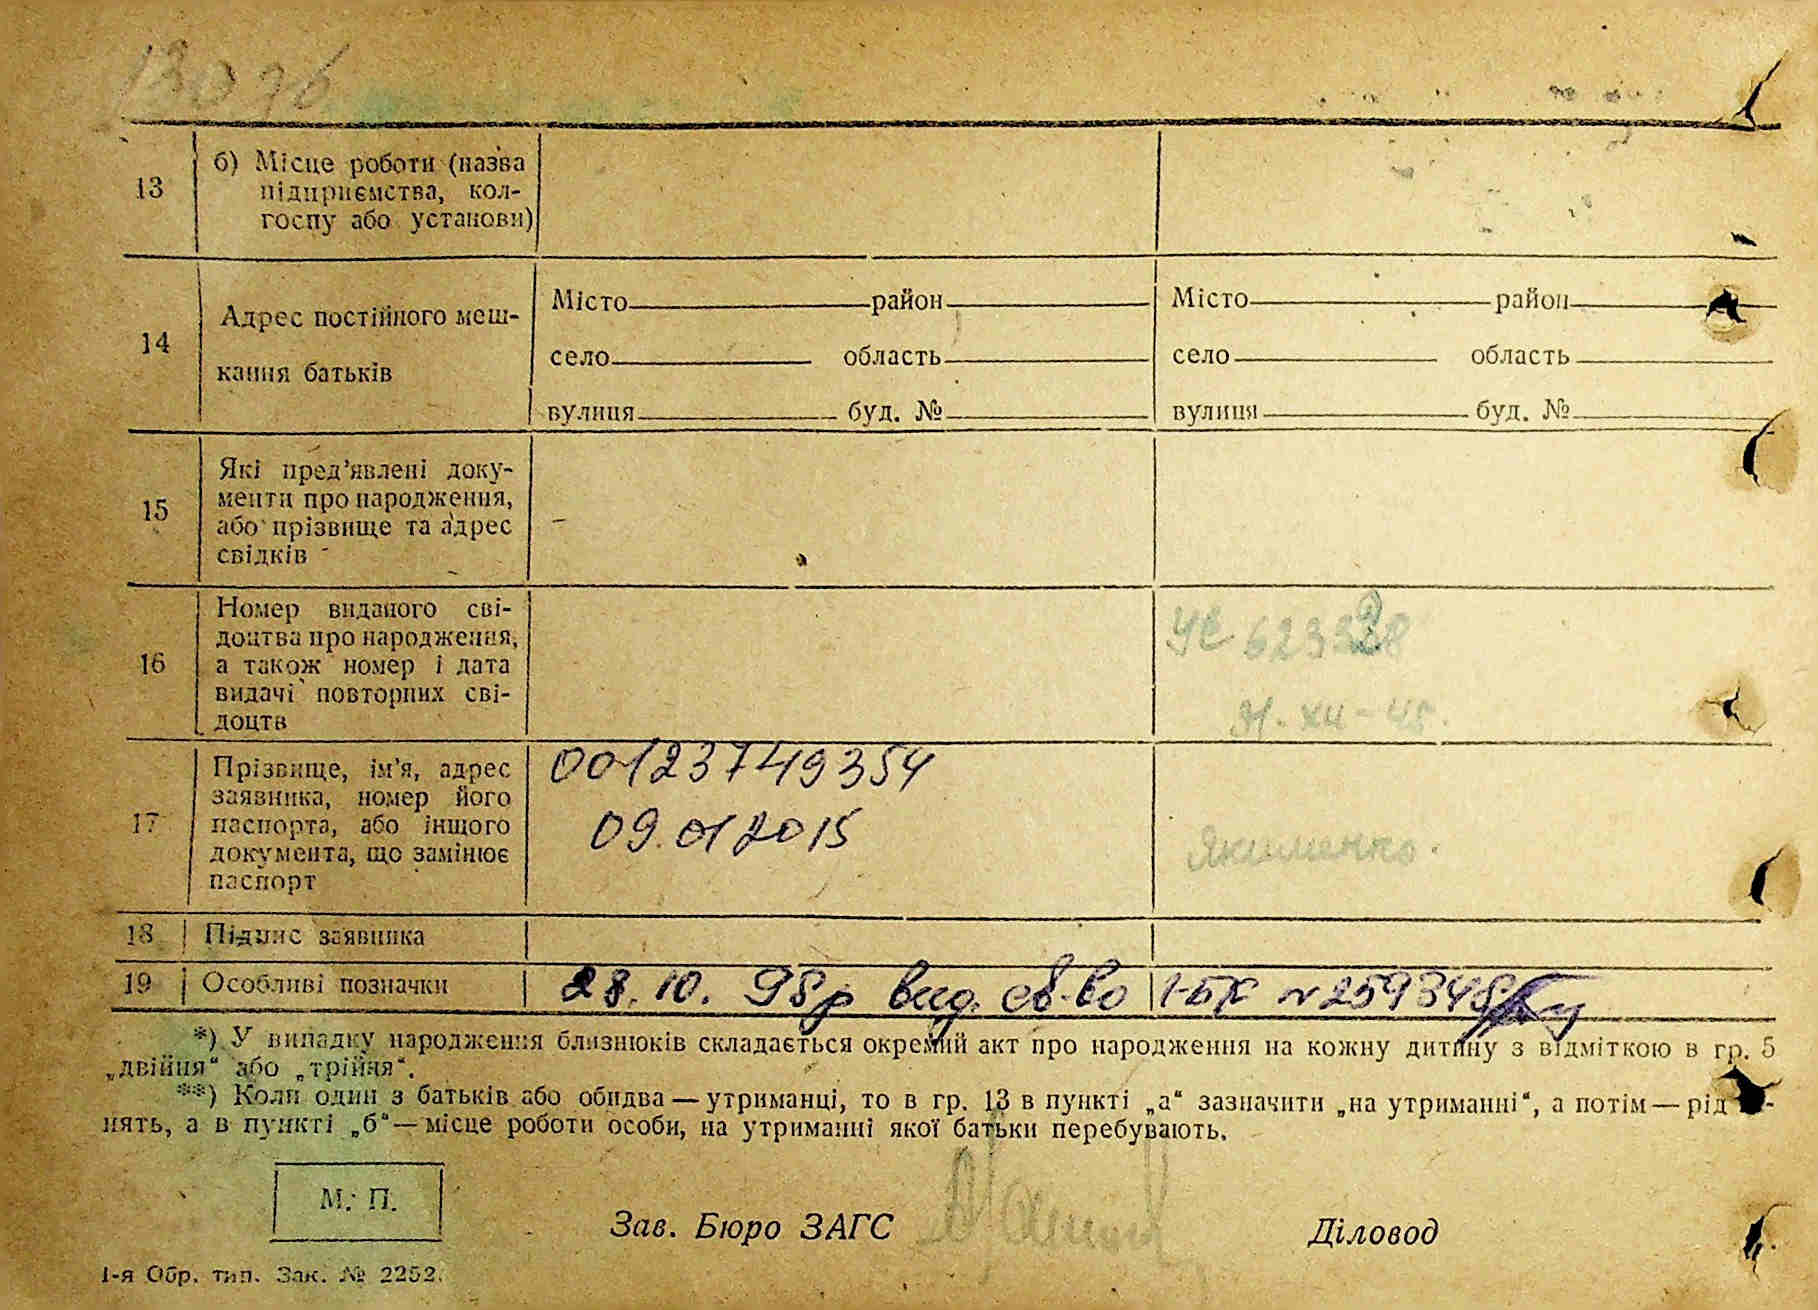 13
б) Місце роботи (назва
підприємства, кол-
госпу або установи)
14
Адрес постійного меш-
кання батьків
Місто район
село область
вулиця буд. №
Місто район
село область
вулиця буд. №
15
Які пред’явлені доку-
менти про народження,
або прізвище та адрес
свідків
16
Номер виданого сві-
доцтва про народження,
а також номер і дата
видачі повторних сві-
доцтв
УЄ
31. XII - 45.
17
Прізвище, ім’я, адрес
заявника, номер його
паспорта, або іншого
документа, що замінює
паспорт
00123749354
09.01 2015
Якименко.
18 Підпис заявника
19 Особливі позначки
28.10. 98р вид. св-во І-БК № 259348
*) У випадку народження близнюків складається окремий акт про народження на кожну дитину з відміткою в гр. 5
„двійня“ або „трійня“.
**) Коли один з батьків або обидва — утриманці, то в гр. 13 в пункті „а“ зазначити „на утриманні“, а потім — рід
нять, а в пункті „б“ — місце роботи особи, на утриманні якої батьки перебувають.
М. П.
Зав. Бюро ЗАГС
Діловод
1-я Обр. тип. Зак. № 2252.